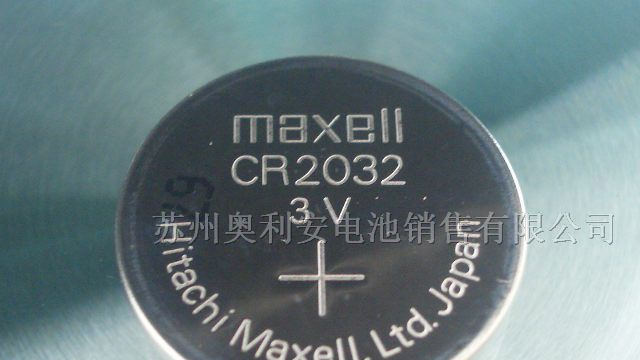 maxell
CR2032
3V
苏州奥利安电池销售有限公司
Hitachi Maxell, Ltd. Japan